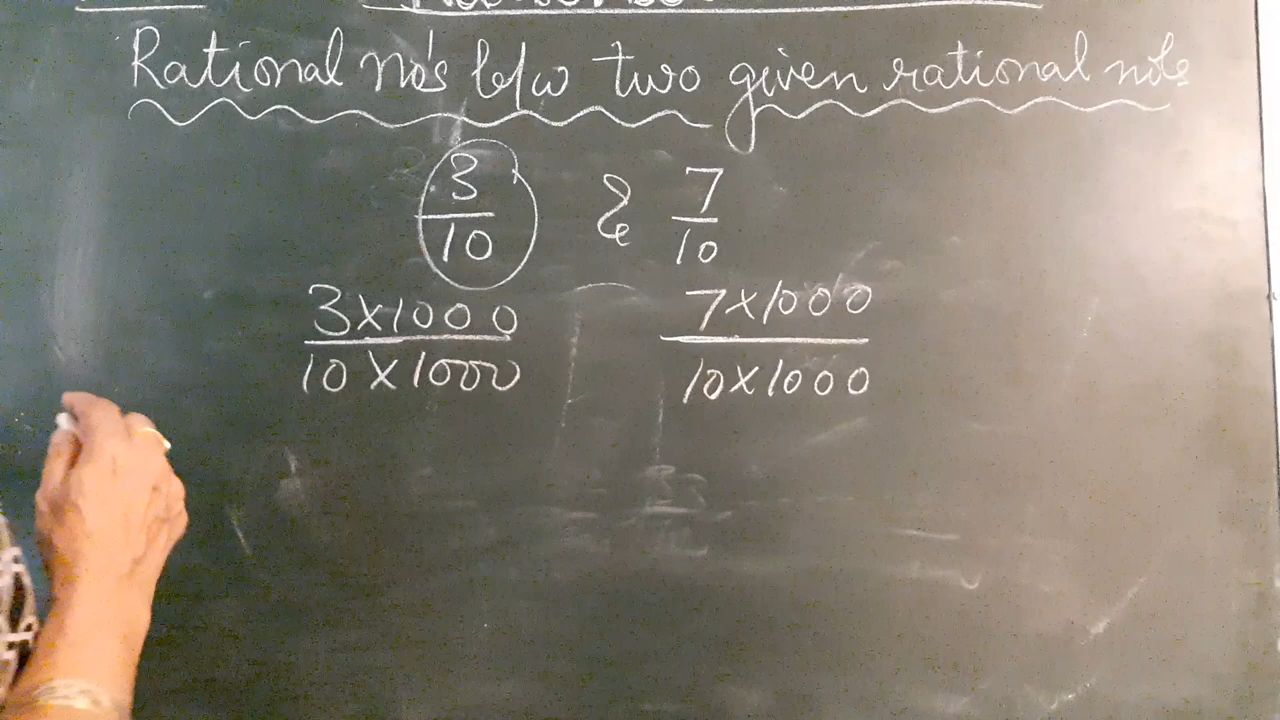 Rational no's b/w two given rational no's
3/10 & 7/10
3×1000/10×1000 7×1000/10×1000